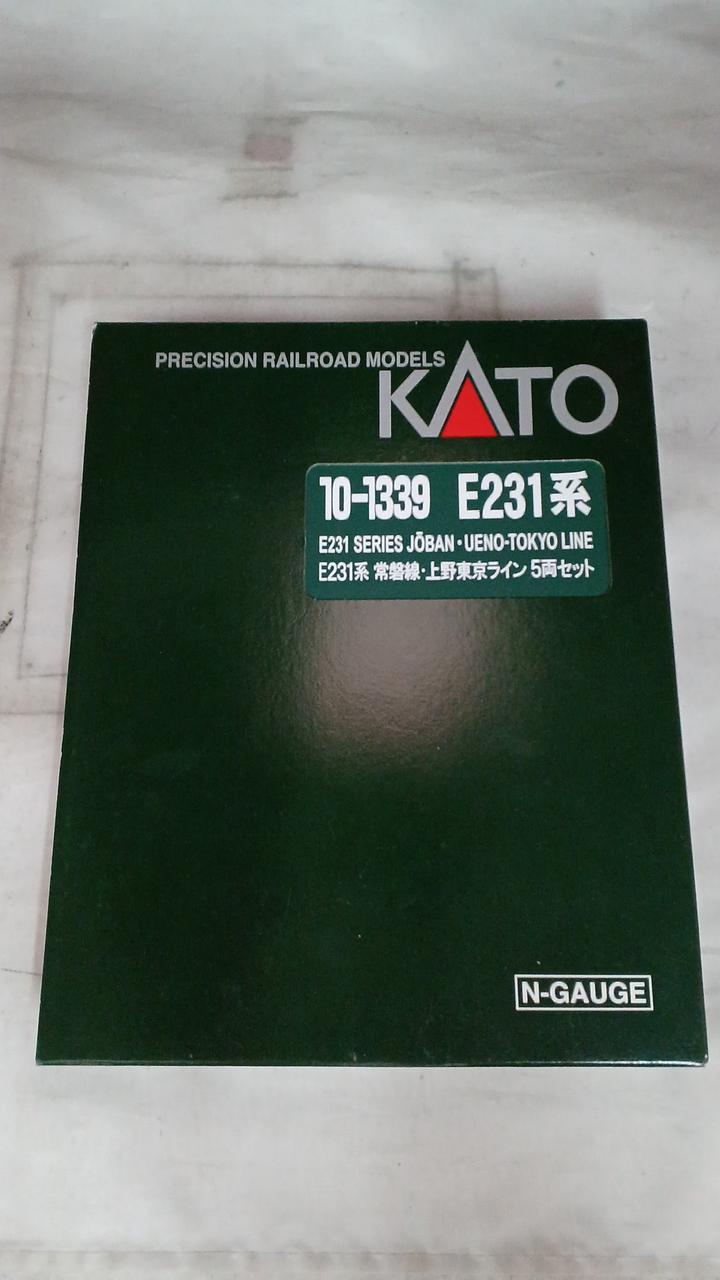 PRECISION RAILROAD MODELS
KATO
10-1339 E231系
E231 SERIES JŌBAN・UENO-TOKYO LINE
E231系 常磐線・上野東京ライン 5両セット
N-GAUGE